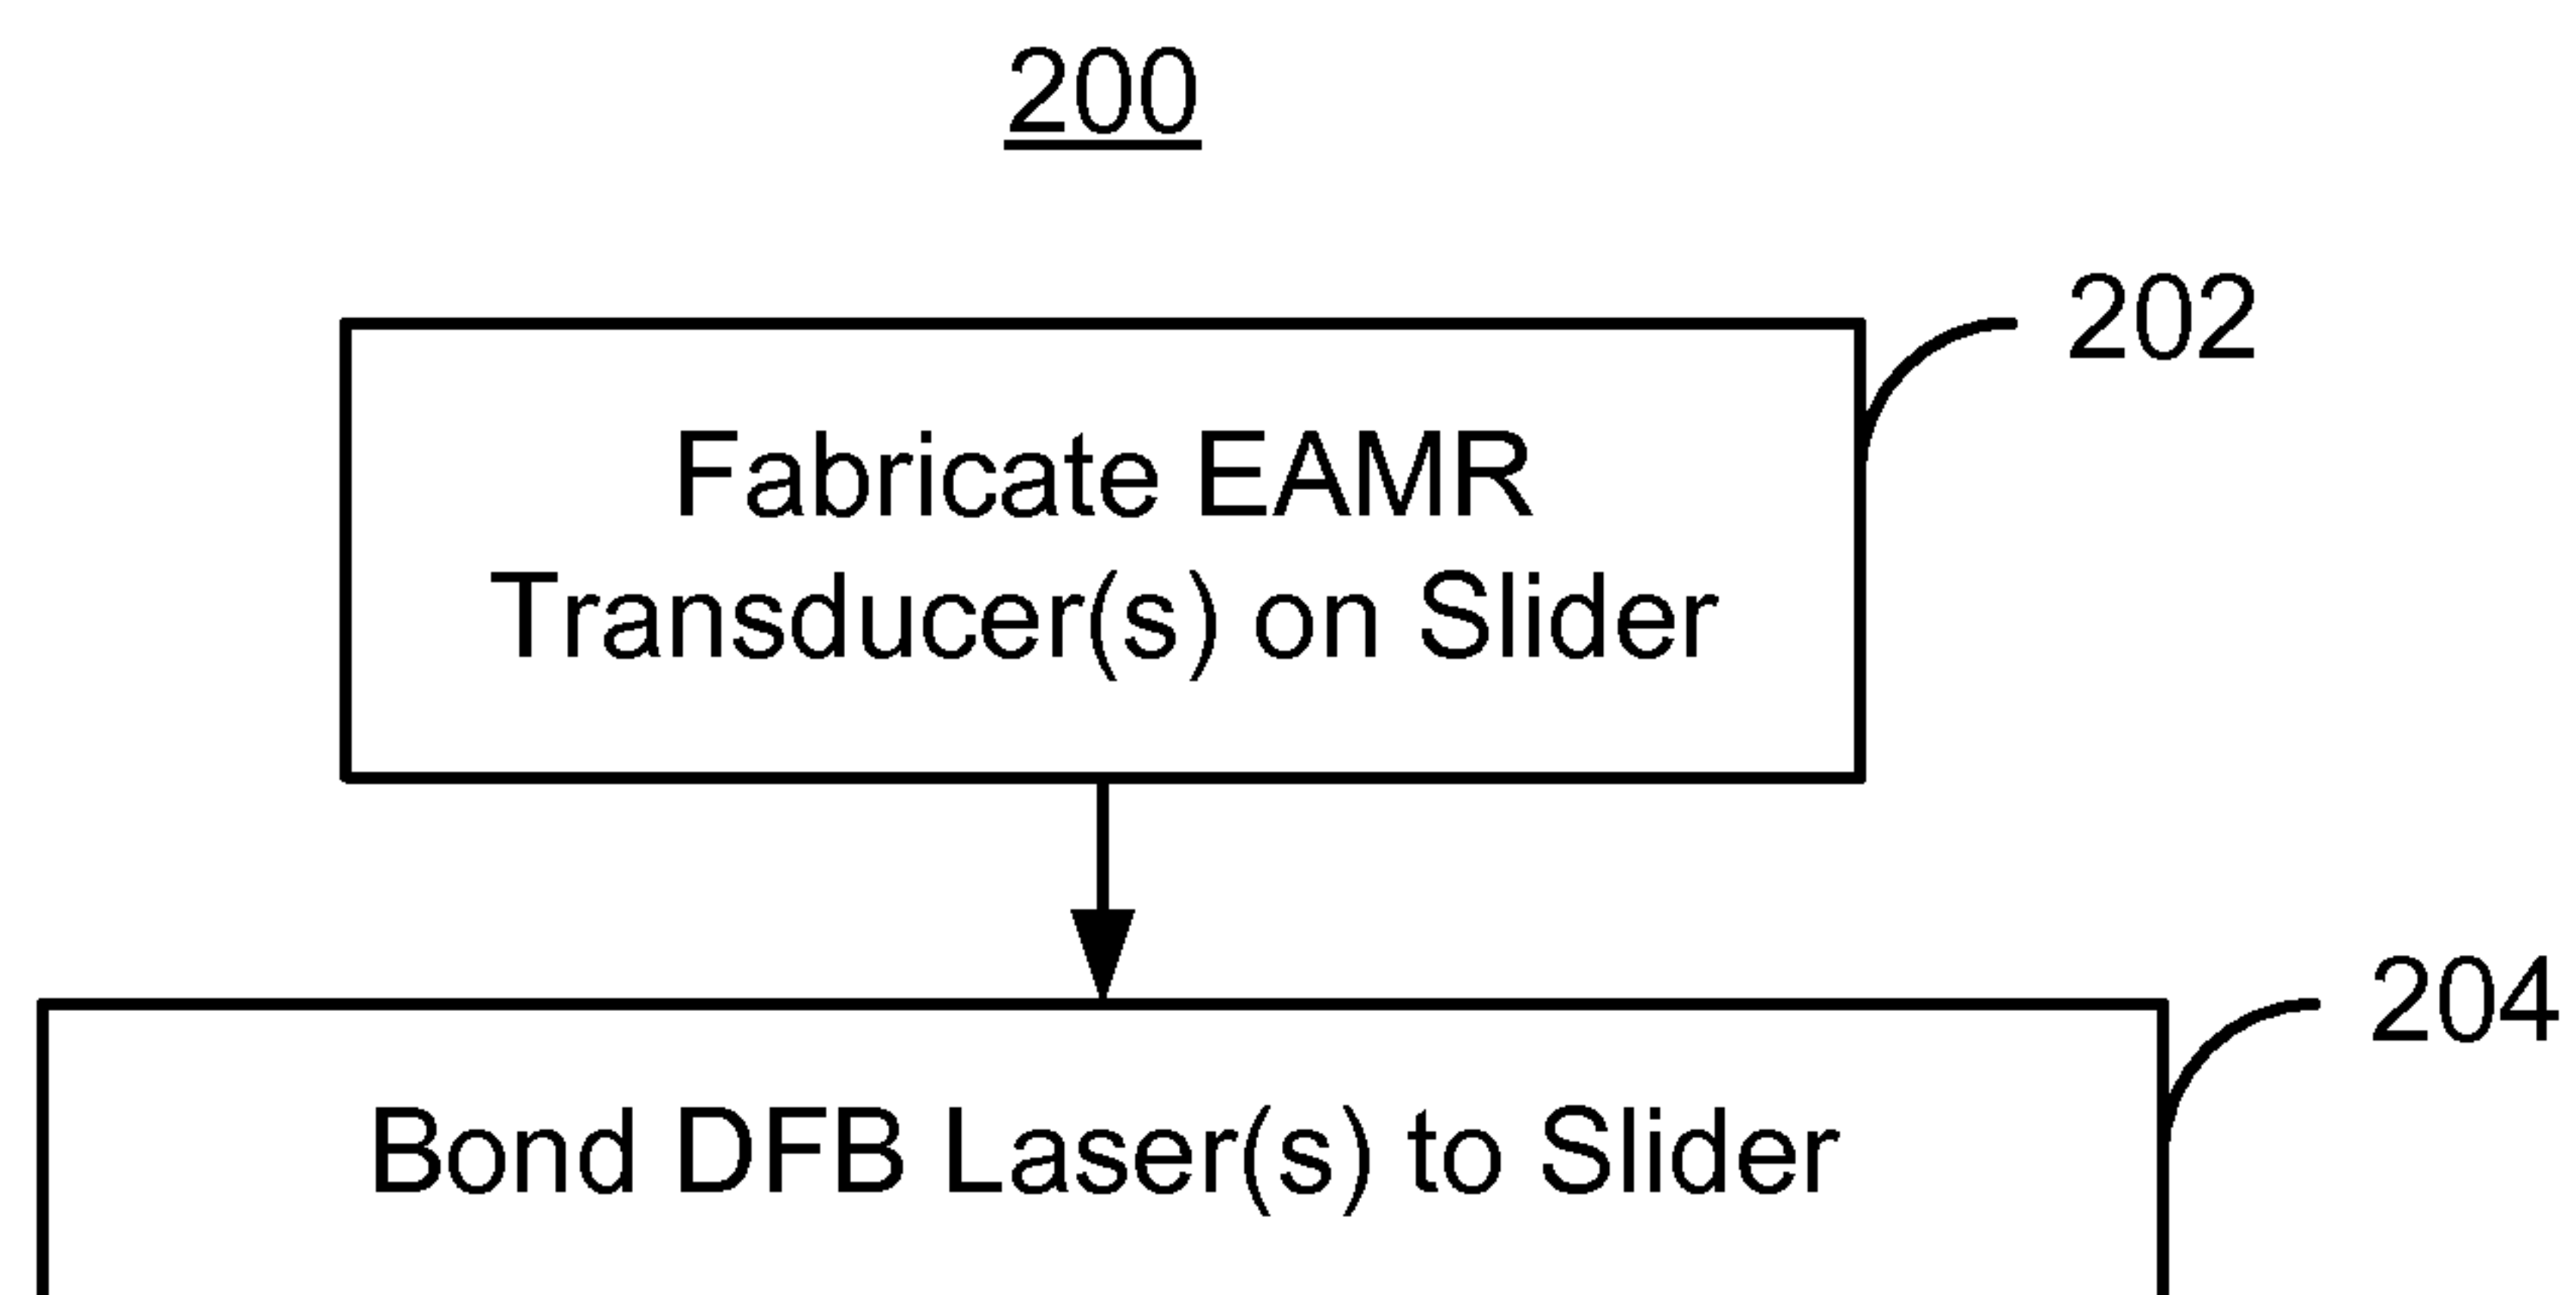 200
202
Fabricate EAMR
Transducer(s) on Slider
204
Bond DFB Laser(s) to Slider